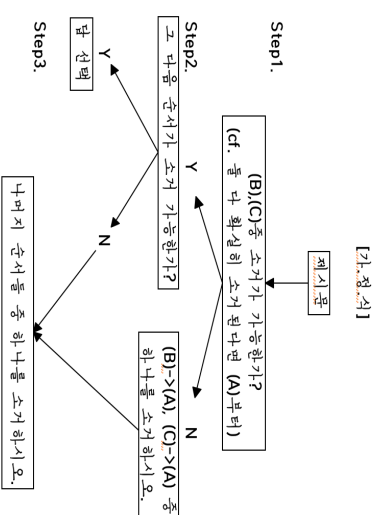 [가.정.식]
제시문
Step1.
(B),(C)중 소거가 가능한가?
(cf. 둘 다 확실히 소거 된다면 (A)부터)
Y
N
Step2.
그 다음 순서가 소거 가능한가?
(B)->(A), (C)->(A) 중
하나를 소거하시오.
Y
N
Step3.
답 선택
나머지 순서들 중 하나를 소거하시오.